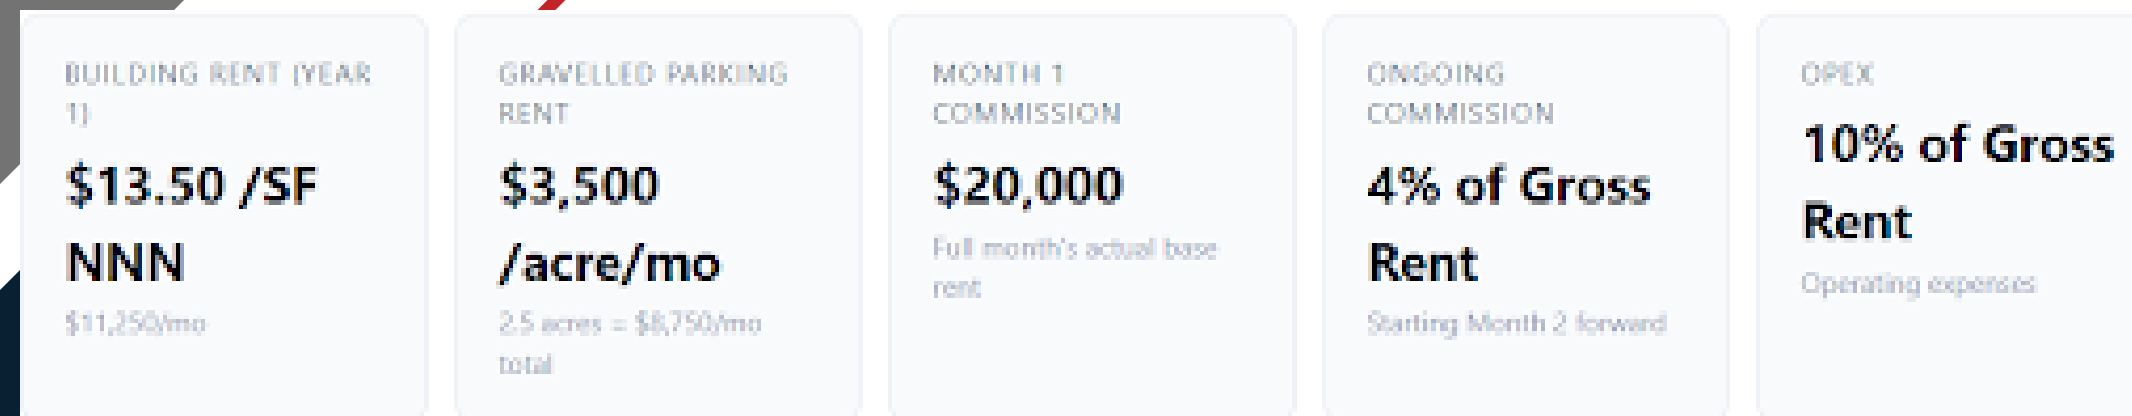 BUILDING RENT (YEAR
1)
$13.50 /SF
NNN
$11,250/mo
GRAVELLED PARKING
RENT
$3,500
/acre/mo
2.5 acres = $8,750/mo
total
MONTH 1
COMMISSION
$20,000
Full month's actual base
rent
ONGOING
COMMISSION
4% of Gross
Rent
Starting Month 2 forward
OPEX
10% of Gross
Rent
Operating expenses